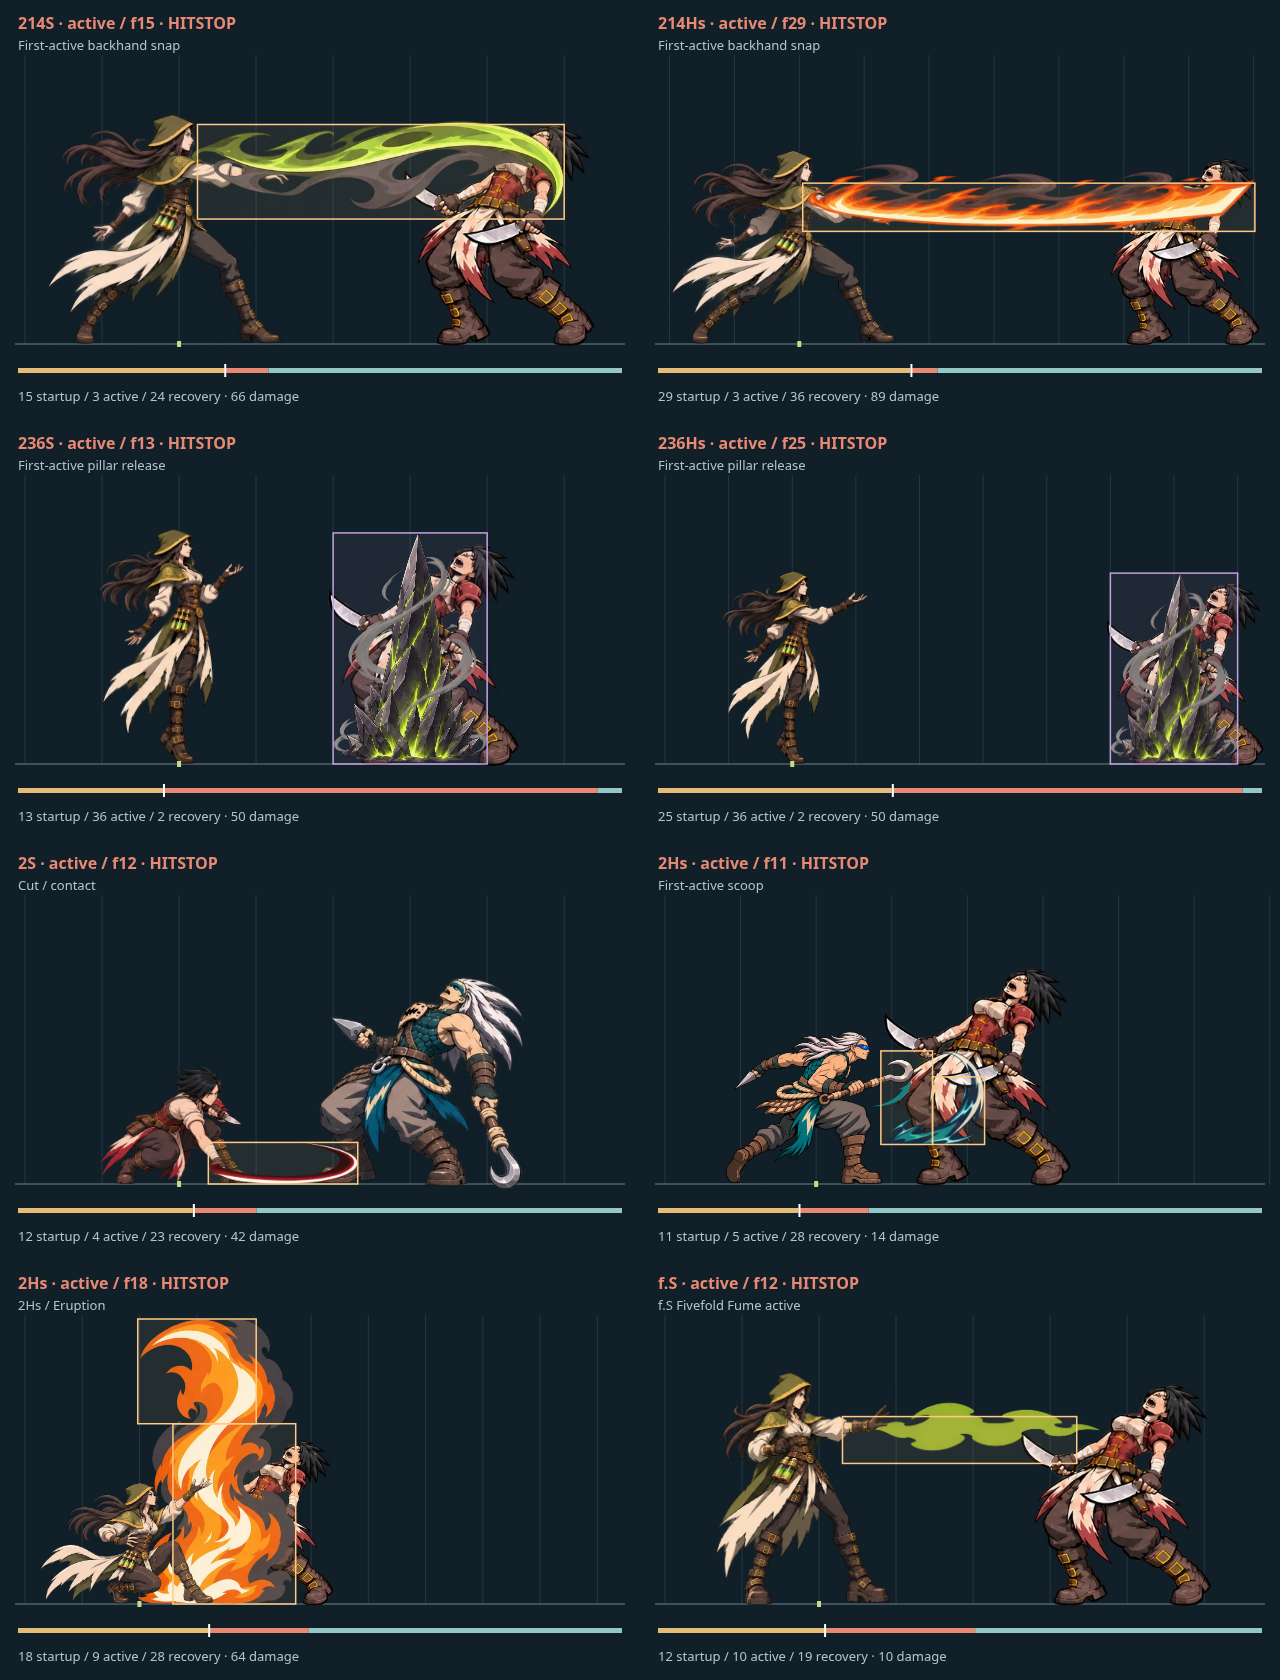 214S · active / f15 · HITSTOP
First-active backhand snap
15 startup / 3 active / 24 recovery · 66 damage
214Hs · active / f29 · HITSTOP
First-active backhand snap
29 startup / 3 active / 36 recovery · 89 damage
236S · active / f13 · HITSTOP
First-active pillar release
13 startup / 36 active / 2 recovery · 50 damage
236Hs · active / f25 · HITSTOP
First-active pillar release
25 startup / 36 active / 2 recovery · 50 damage
2S · active / f12 · HITSTOP
Cut / contact
12 startup / 4 active / 23 recovery · 42 damage
2Hs · active / f11 · HITSTOP
First-active scoop
11 startup / 5 active / 28 recovery · 14 damage
2Hs · active / f18 · HITSTOP
2Hs / Eruption
18 startup / 9 active / 28 recovery · 64 damage
f.S · active / f12 · HITSTOP
f.S Fivefold Fume active
12 startup / 10 active / 19 recovery · 10 damage